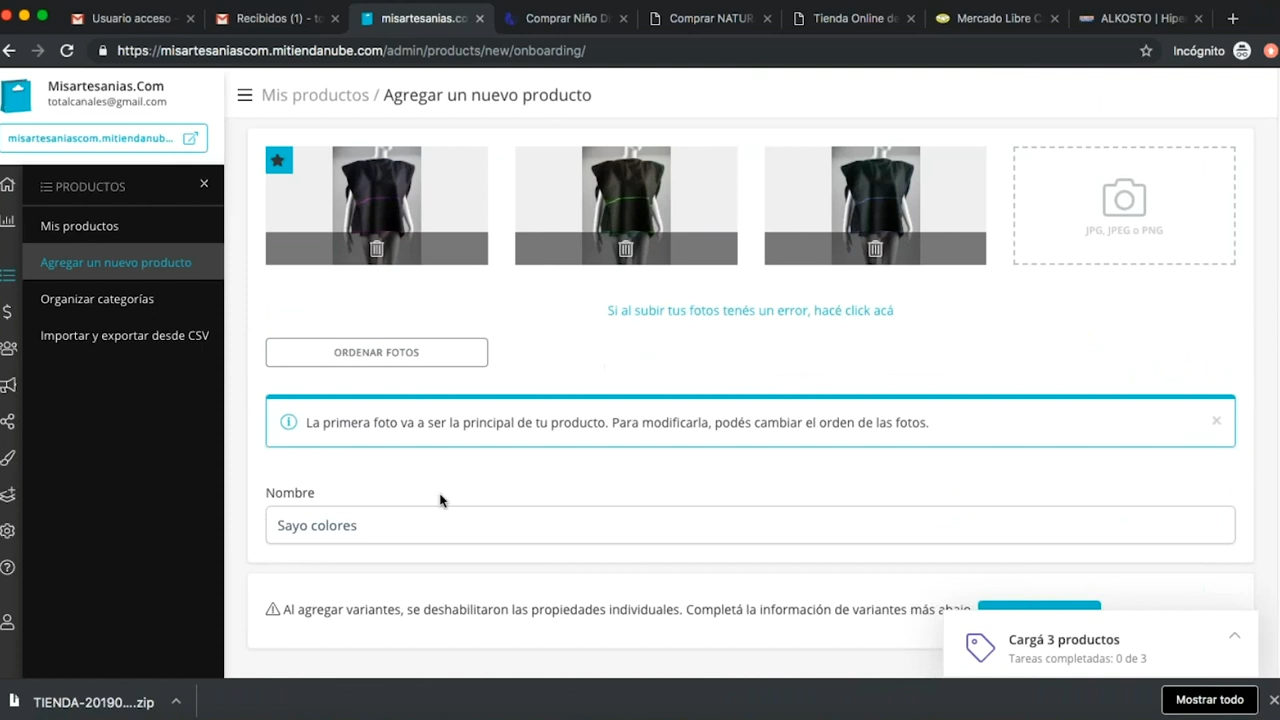 Usuario acceso
Recibidos (1) - to
misartesanias.co
Comprar Niño D
Comprar NATUR
Tienda Online de
Mercado Libre C
ALKOSTO | Hipe
https://misartesaniascom.mitiendanube.com/admin/products/new/onboarding/
Incógnito
Misartesanias.Com
totalcanales@gmail.com
misartesaniascom.mitiendanub...
Mis productos / Agregar un nuevo producto
PRODUCTOS
Mis productos
Agregar un nuevo producto
Organizar categorías
Importar y exportar desde CSV
JPG, JPEG o PNG
Si al subir tus fotos tenés un error, hacé click acá
ORDENAR FOTOS
La primera foto va a ser la principal de tu producto. Para modificarla, podés cambiar el orden de las fotos.
Nombre
Sayo colores
Al agregar variantes, se deshabilitaron las propiedades individuales. Completá la información de variantes más abajo
Cargá 3 productos
Tareas completadas: 0 de 3
TIENDA-20190....zip
Mostrar todo